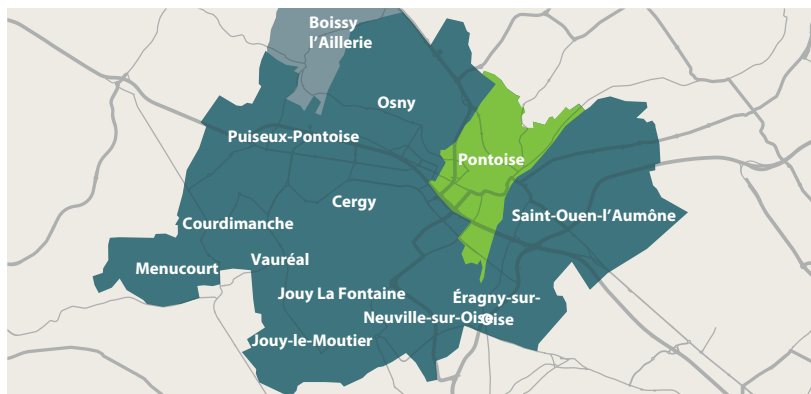 Boissy
l'Aillerie
Osny
Puiseux-Pontoise
Pontoise
Cergy
Saint-Ouen-l'Aumône
Courdimanche
Vauréal
Menucourt
Jouy La Fontaine
Éragny-sur-
Oise
Neuville-sur-Oise
Jouy-le-Moutier